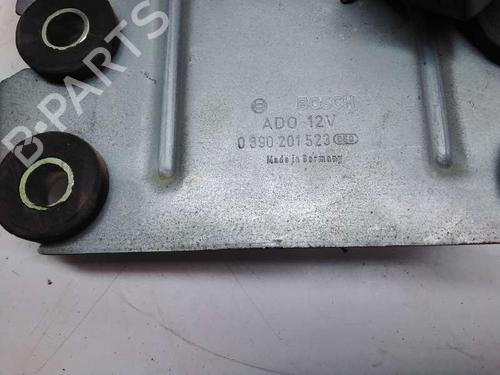 BOSCH
ADO 12V
0 390 201 523
Made in Germany
B-PARTS